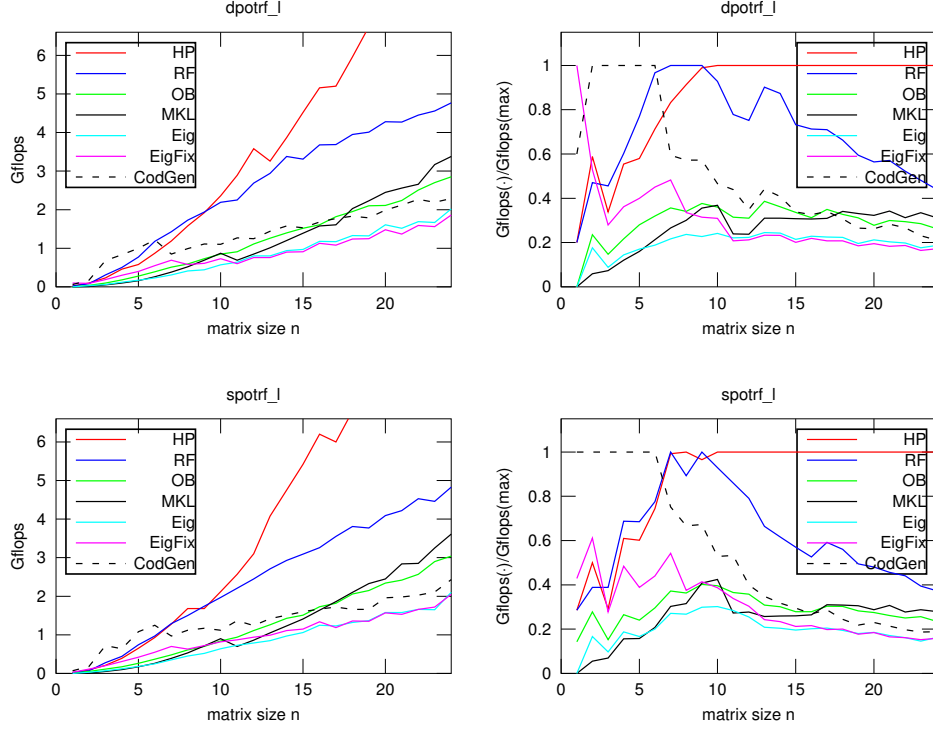 dpotrf_l
Gflops
6
5
4
3
2
1
0
0
5
10
15
20
matrix size n
HP
RF
OB
MKL
Eig
EigFix
CodGen
dpotrf_l
Gflops(·)/Gflops(max)
1
0.8
0.6
0.4
0.2
0
0
5
10
15
20
matrix size n
HP
RF
OB
MKL
Eig
EigFix
CodGen
spotrf_l
Gflops
6
5
4
3
2
1
0
0
5
10
15
20
matrix size n
HP
RF
OB
MKL
Eig
EigFix
CodGen
spotrf_l
Gflops(·)/Gflops(max)
1
0.8
0.6
0.4
0.2
0
0
5
10
15
20
matrix size n
HP
RF
OB
MKL
Eig
EigFix
CodGen